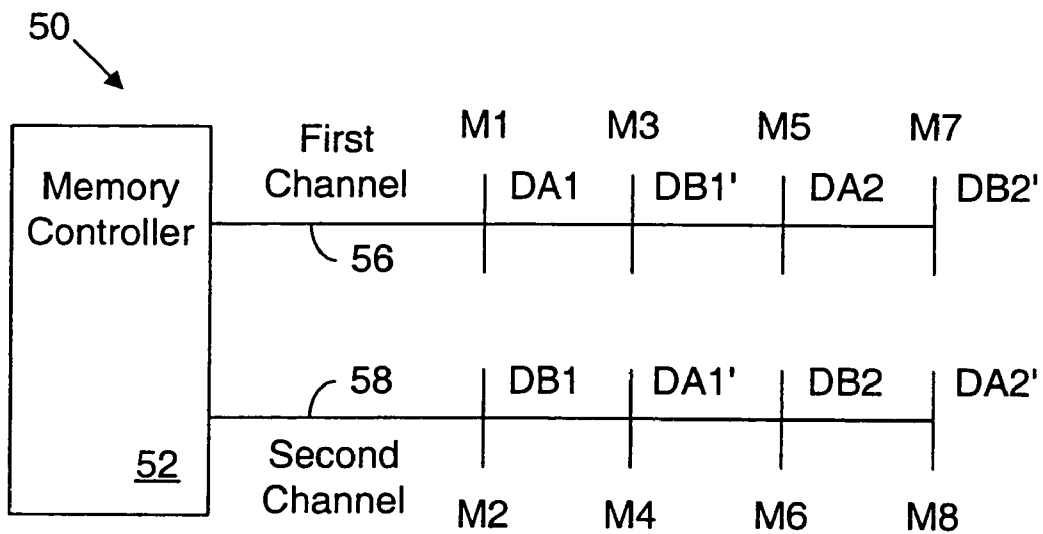 50
M1 M3 M5 M7
First
Channel
DA1 DB1' DA2 DB2'
Memory
Controller
56
58
DB1 DA1' DB2 DA2'
52
Second
Channel
M2 M4 M6 M8